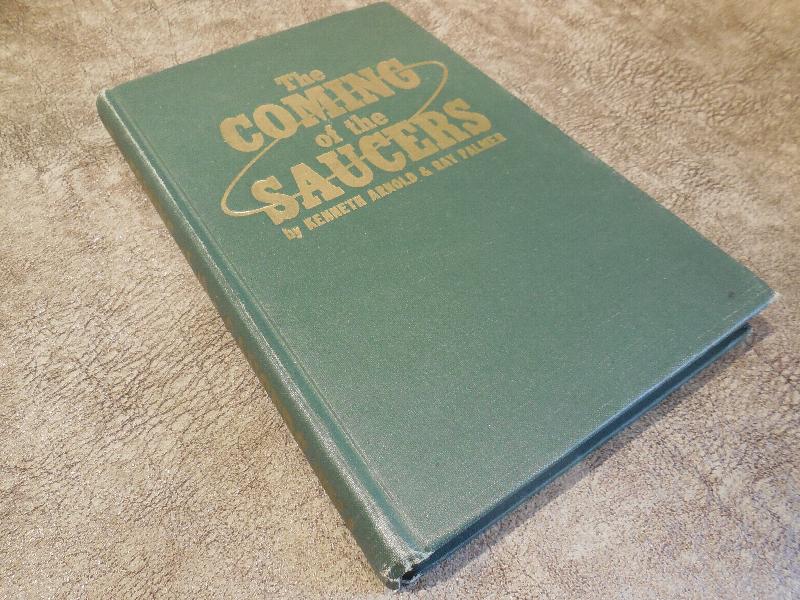 The
COMING
of the
SAUCERS
by KENNETH ARNOLD & RAY PALMER